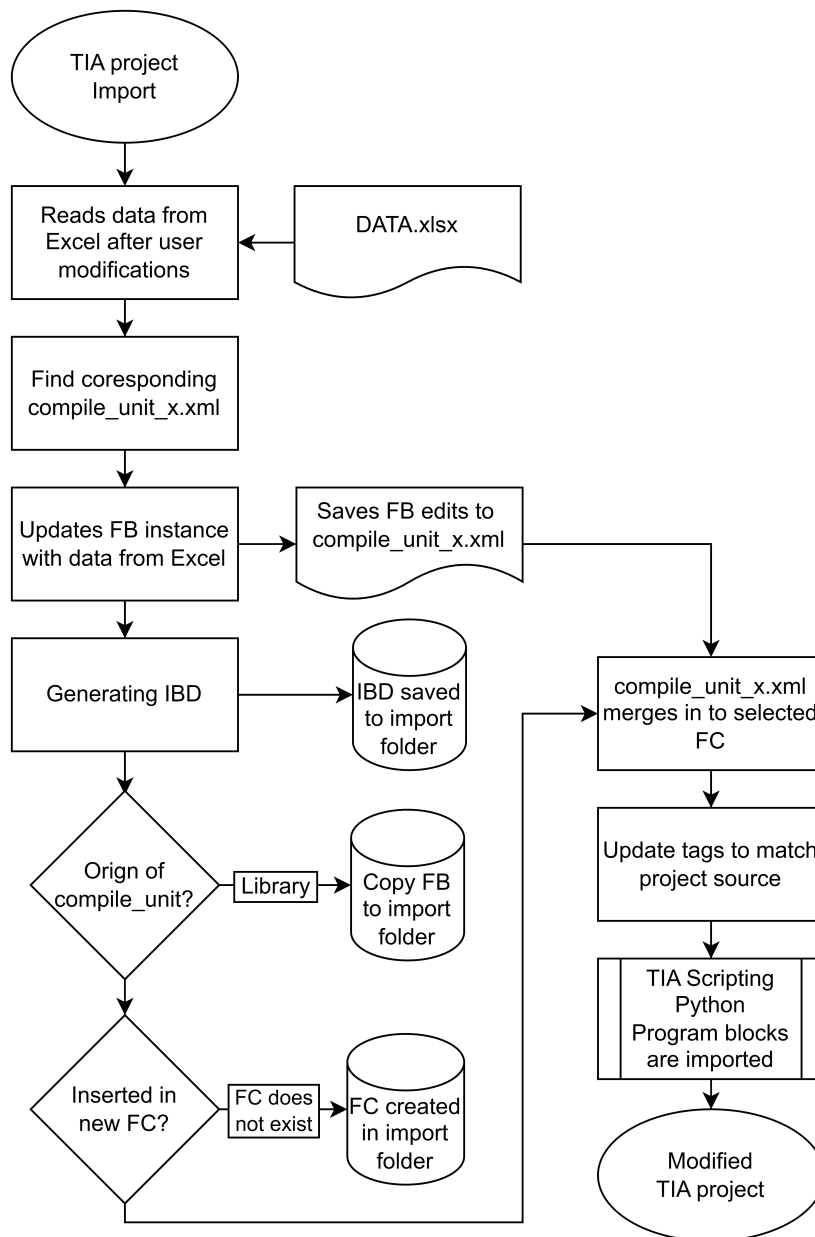 TIA project
Import
Reads data from
Excel after user
modifications
DATA.xlsx
Find coresponding
compile_unit_x.xml
Updates FB instance
with data from Excel
Saves FB edits to
compile_unit_x.xml
Generating IBD
IBD saved
to import
folder
compile_unit_x.xml
merges in to selected
FC
Orign of
compile_unit?
Library
Copy FB
to import
folder
Update tags to match
project source
TIA Scripting
Python
Program blocks
are imported
Inserted in
new FC?
FC does
not exist
FC created
in import
folder
Modified
TIA project